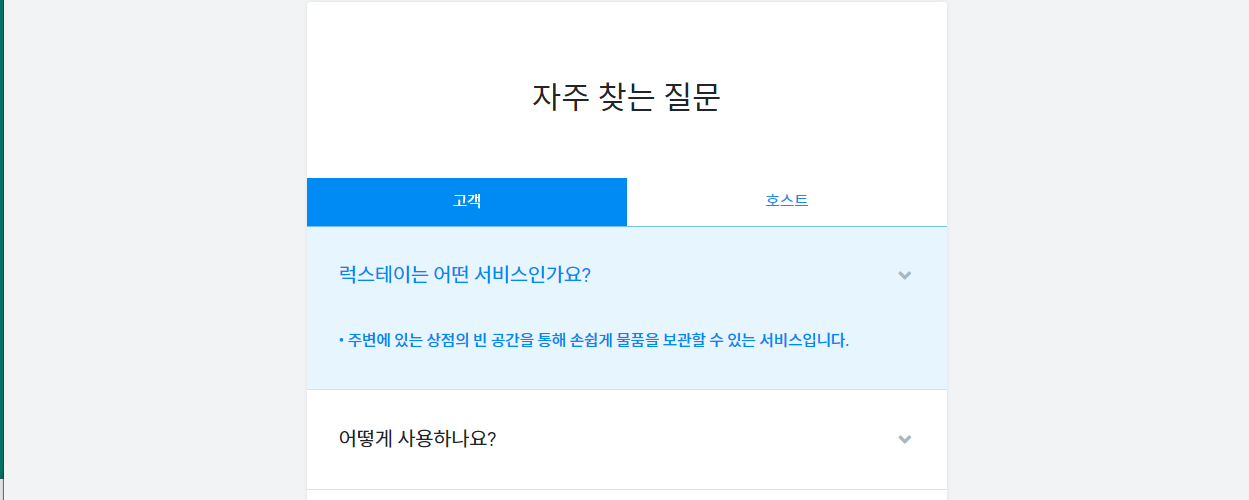 자주 찾는 질문
고객
호스트
럭스테이는 어떤 서비스인가요?
• 주변에 있는 상점의 빈 공간을 통해 손쉽게 물품을 보관할 수 있는 서비스입니다.
어떻게 사용하나요?